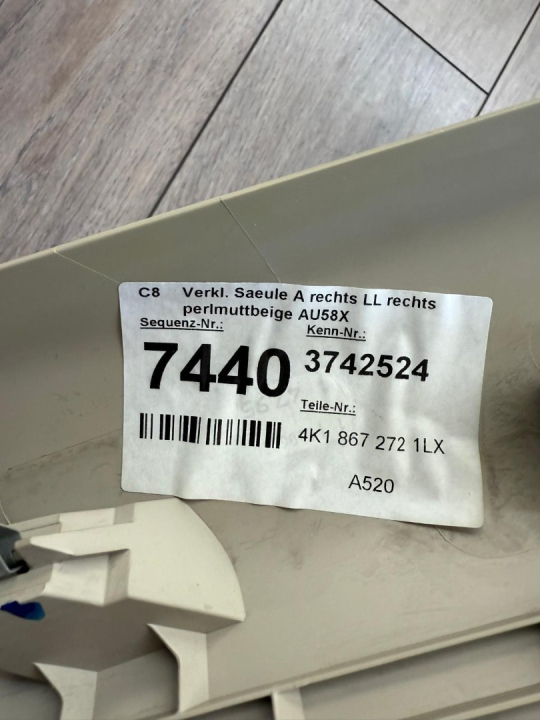 C8 Verkl. Saeule A rechts LL rechts
perlmuttbeige AU58X
Sequenz-Nr.: Kenn-Nr.:
7440 3742524
Teile-Nr.:
4K1 867 272 1LX
A520